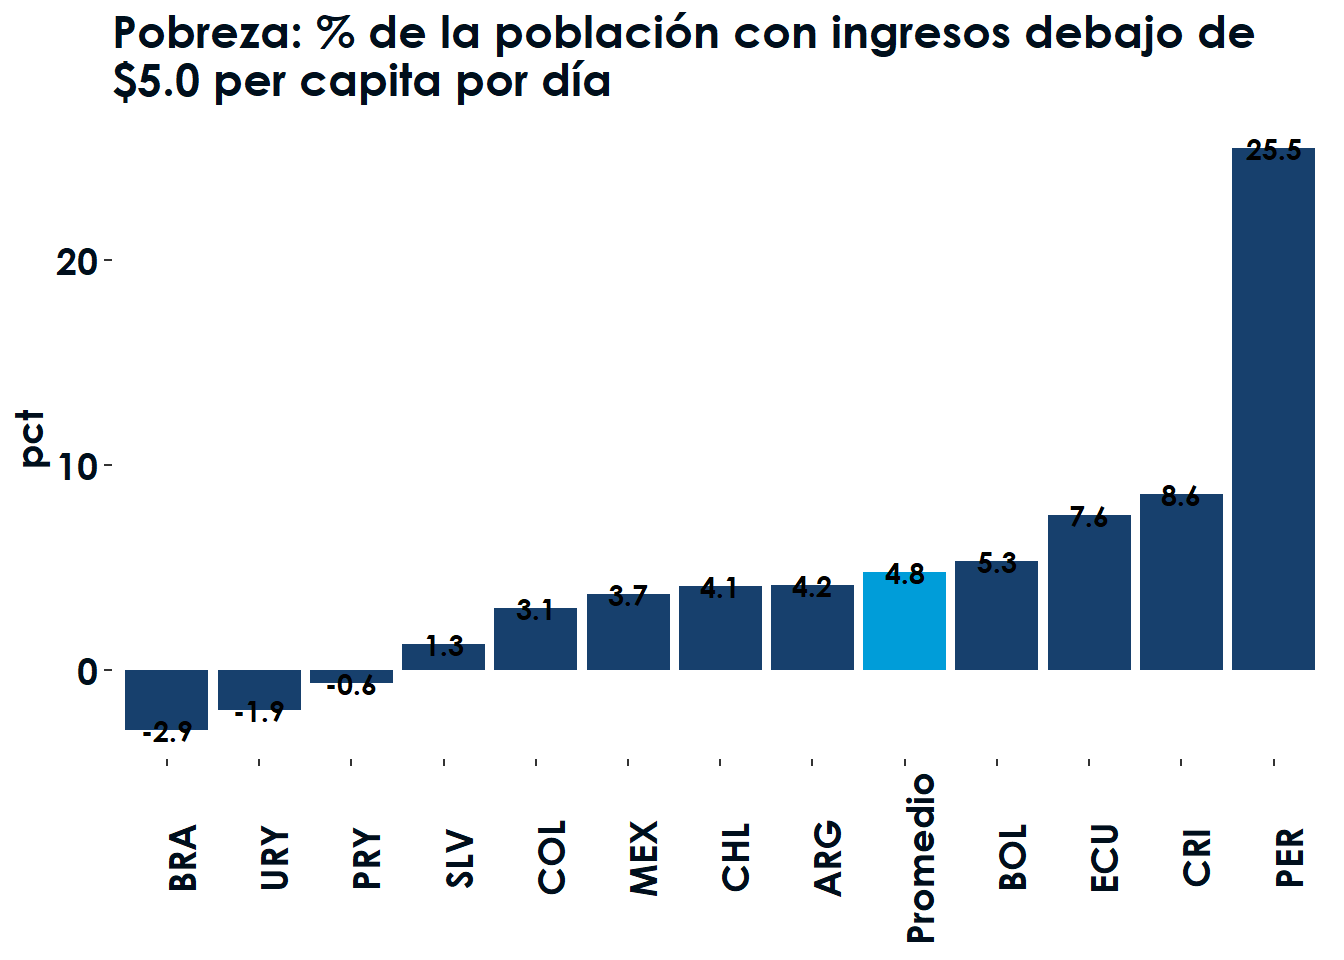 Pobreza: % de la población con ingresos debajo de
$5.0 per capita por día
pct
20
10
0
-2.9
-1.9
-0.6
1.3
3.1
3.7
4.1
4.2
4.8
5.3
7.6
8.6
25.5
BRA
URY
PRY
SLV
COL
MEX
CHL
ARG
Promedio
BOL
ECU
CRI
PER